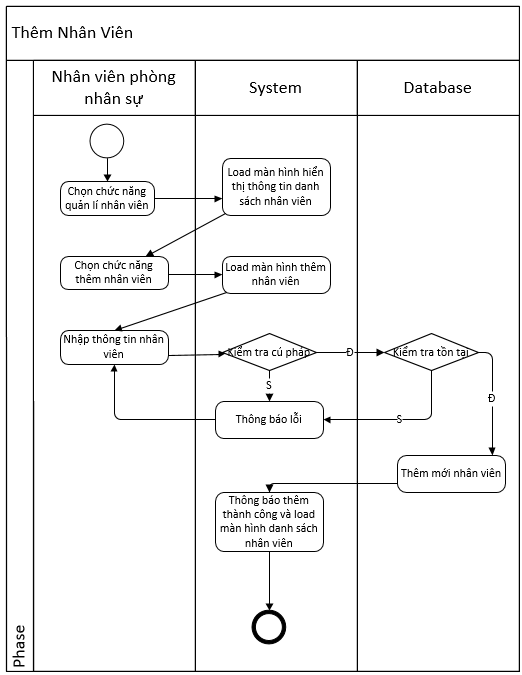 Thêm Nhân Viên
Nhân viên phòng
nhân sự
System
Database
Chọn chức năng
quản lí nhân viên
Load màn hình hiển
thị thông tin danh
sách nhân viên
Chọn chức năng
thêm nhân viên
Load màn hình thêm
nhân viên
Nhập thông tin nhân
viên
Kiểm tra cú pháp
Đ
Kiểm tra tồn tại
S
Đ
Thông báo lỗi
S
Thêm mới nhân viên
Thông báo thêm
thành công và load
màn hình danh sách
nhân viên
Phase